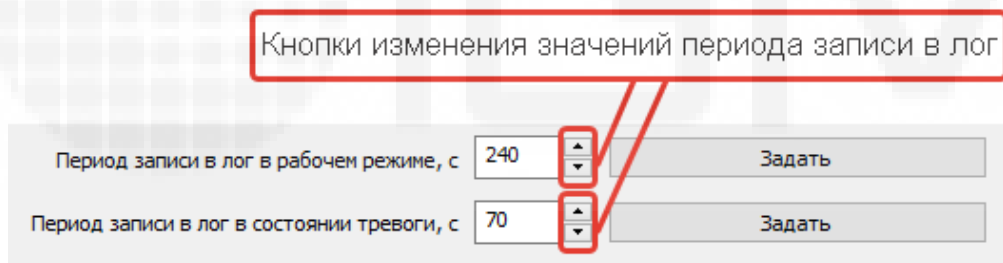 Кнопки изменения значений периода записи в лог
Период записи в лог в рабочем режиме, с 240 Задать
Период записи в лог в состоянии тревоги, с 70 Задать